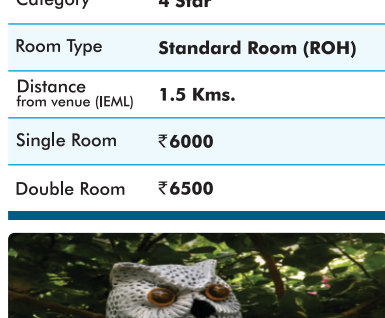 Category 4 Star
Room Type Standard Room (ROH)
Distance
from venue (IEML) 1.5 Kms.
Single Room ₹6000
Double Room ₹6500